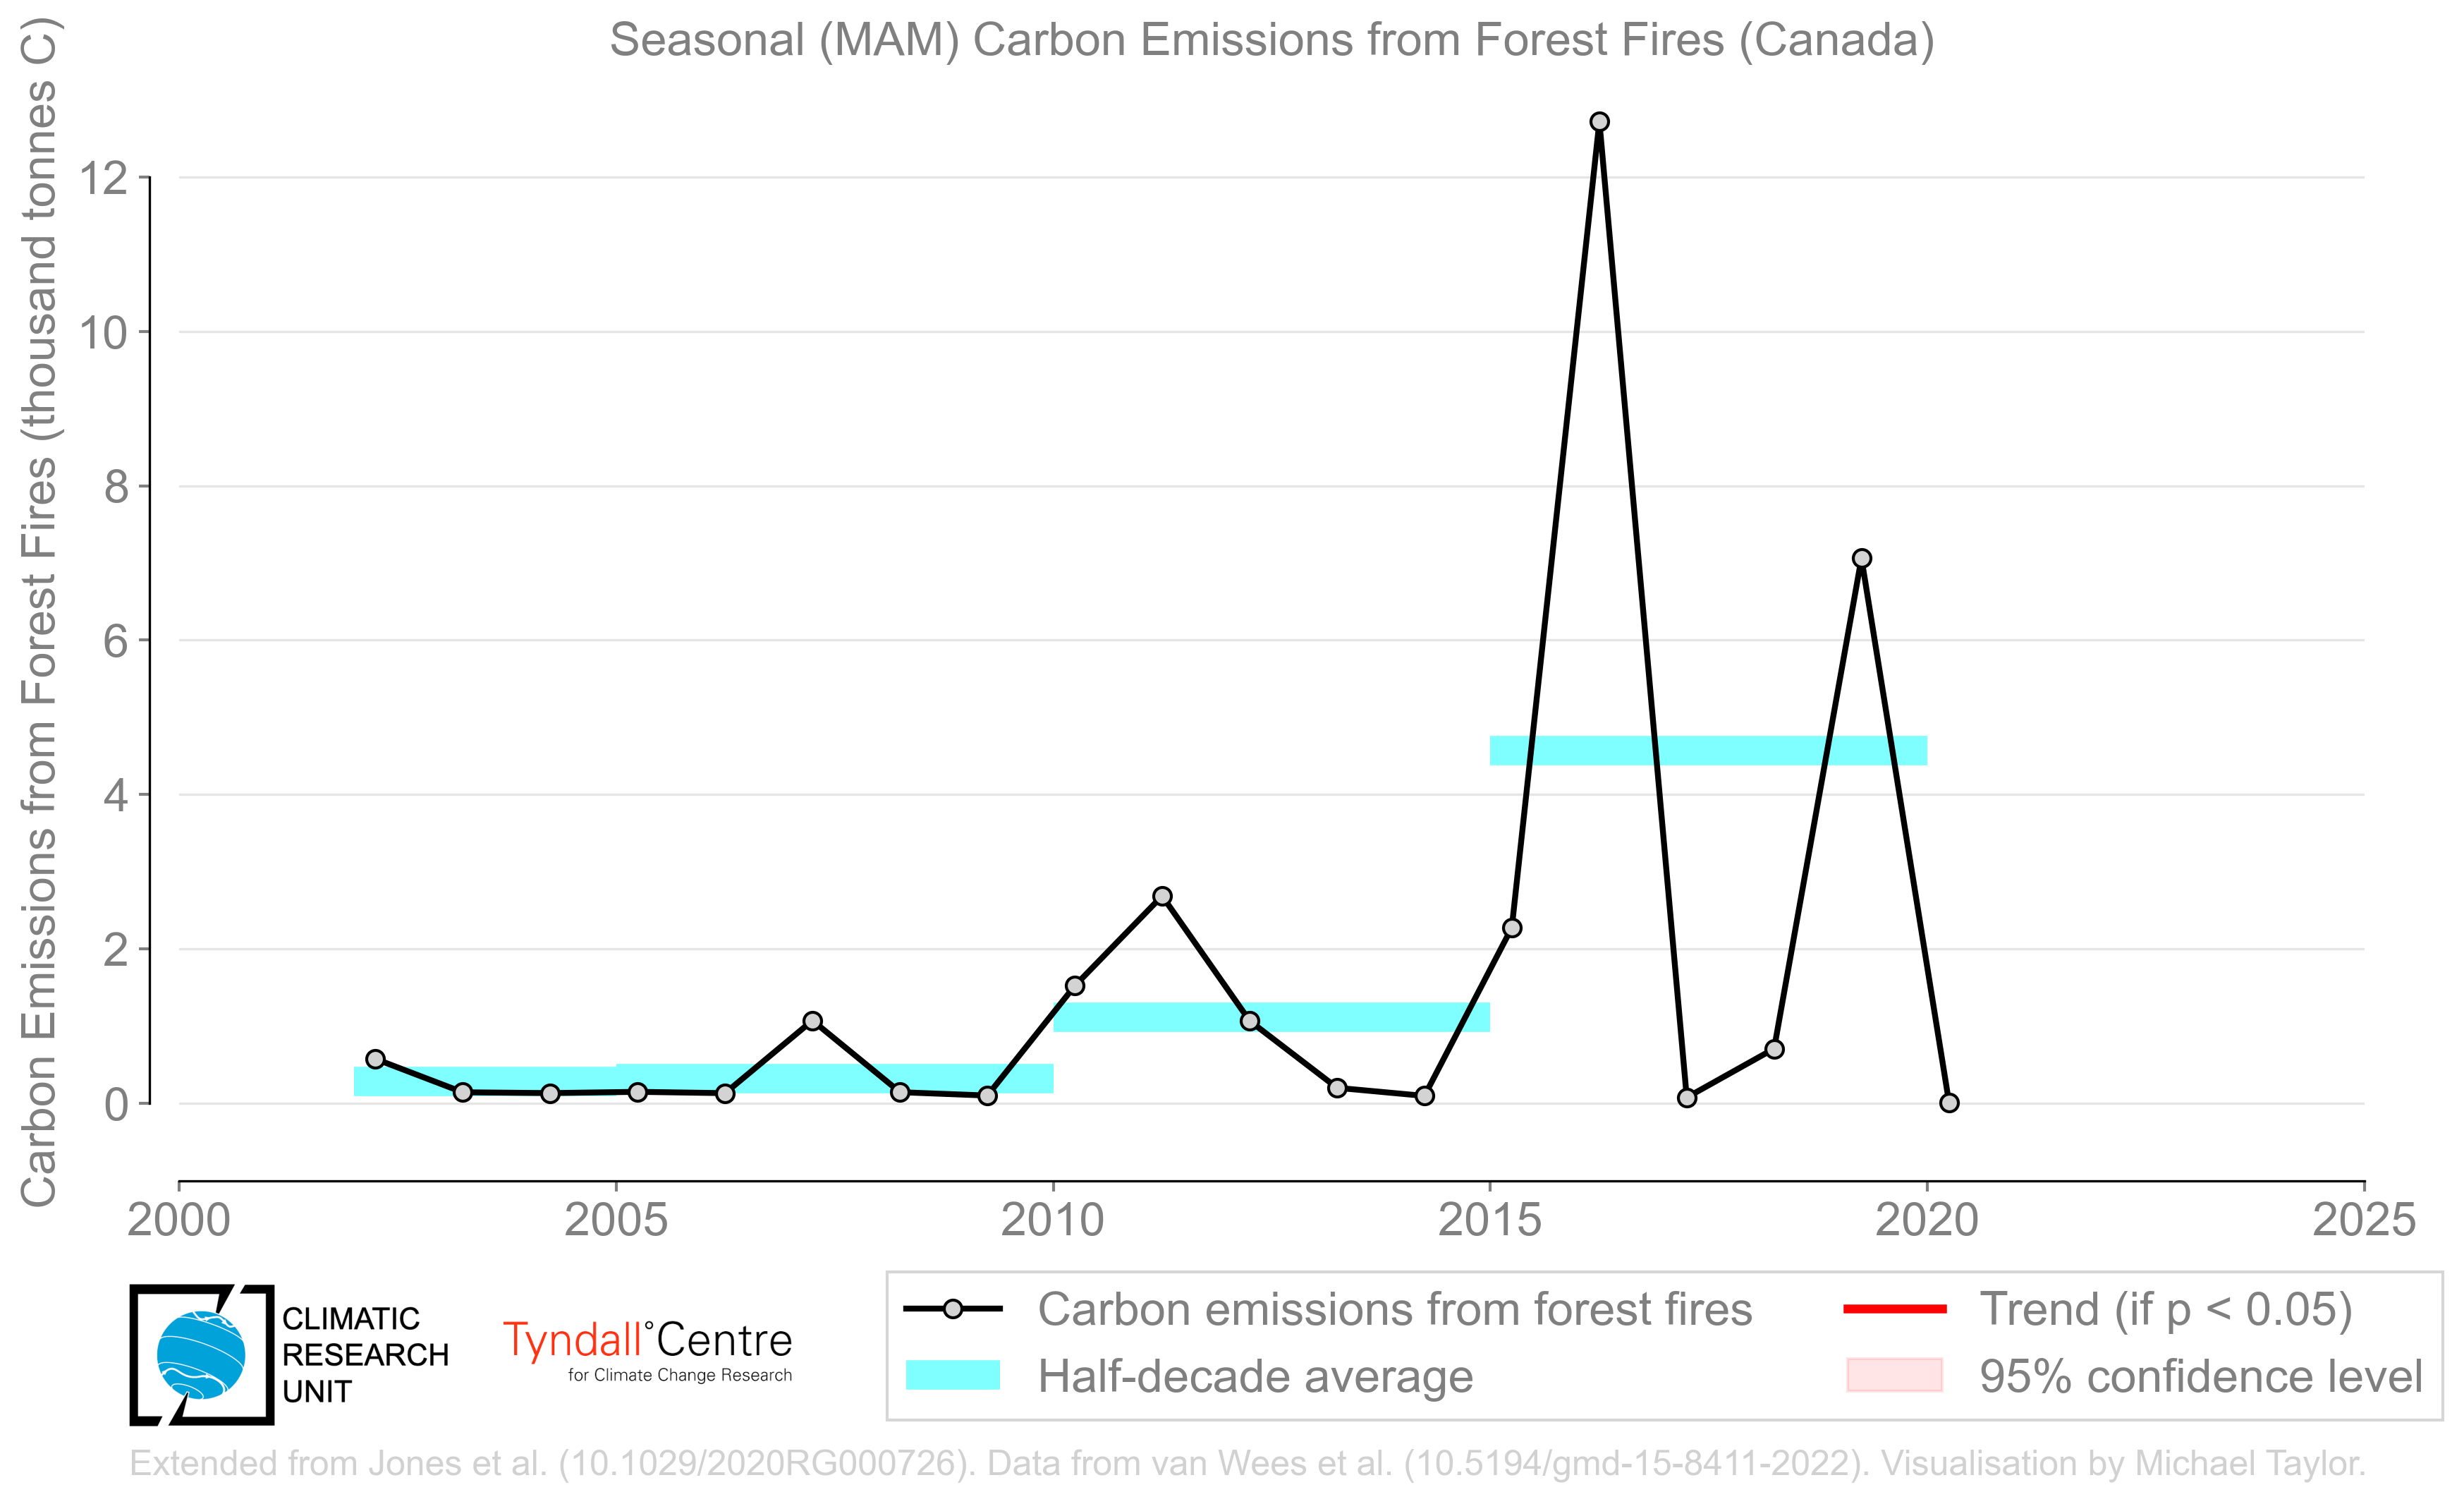 Seasonal (MAM) Carbon Emissions from Forest Fires (Canada)
Carbon Emissions from Forest Fires (thousand tonnes C)
12
10
8
6
4
2
0
2000
2005
2010
2015
2020
2025
CLIMATIC
RESEARCH
UNIT
Tyndall°Centre
for Climate Change Research
Carbon emissions from forest fires
Half-decade average
Trend (if p < 0.05)
95% confidence level
Extended from Jones et al. (10.1029/2020RG000726). Data from van Wees et al. (10.5194/gmd-15-8411-2022). Visualisation by Michael Taylor.